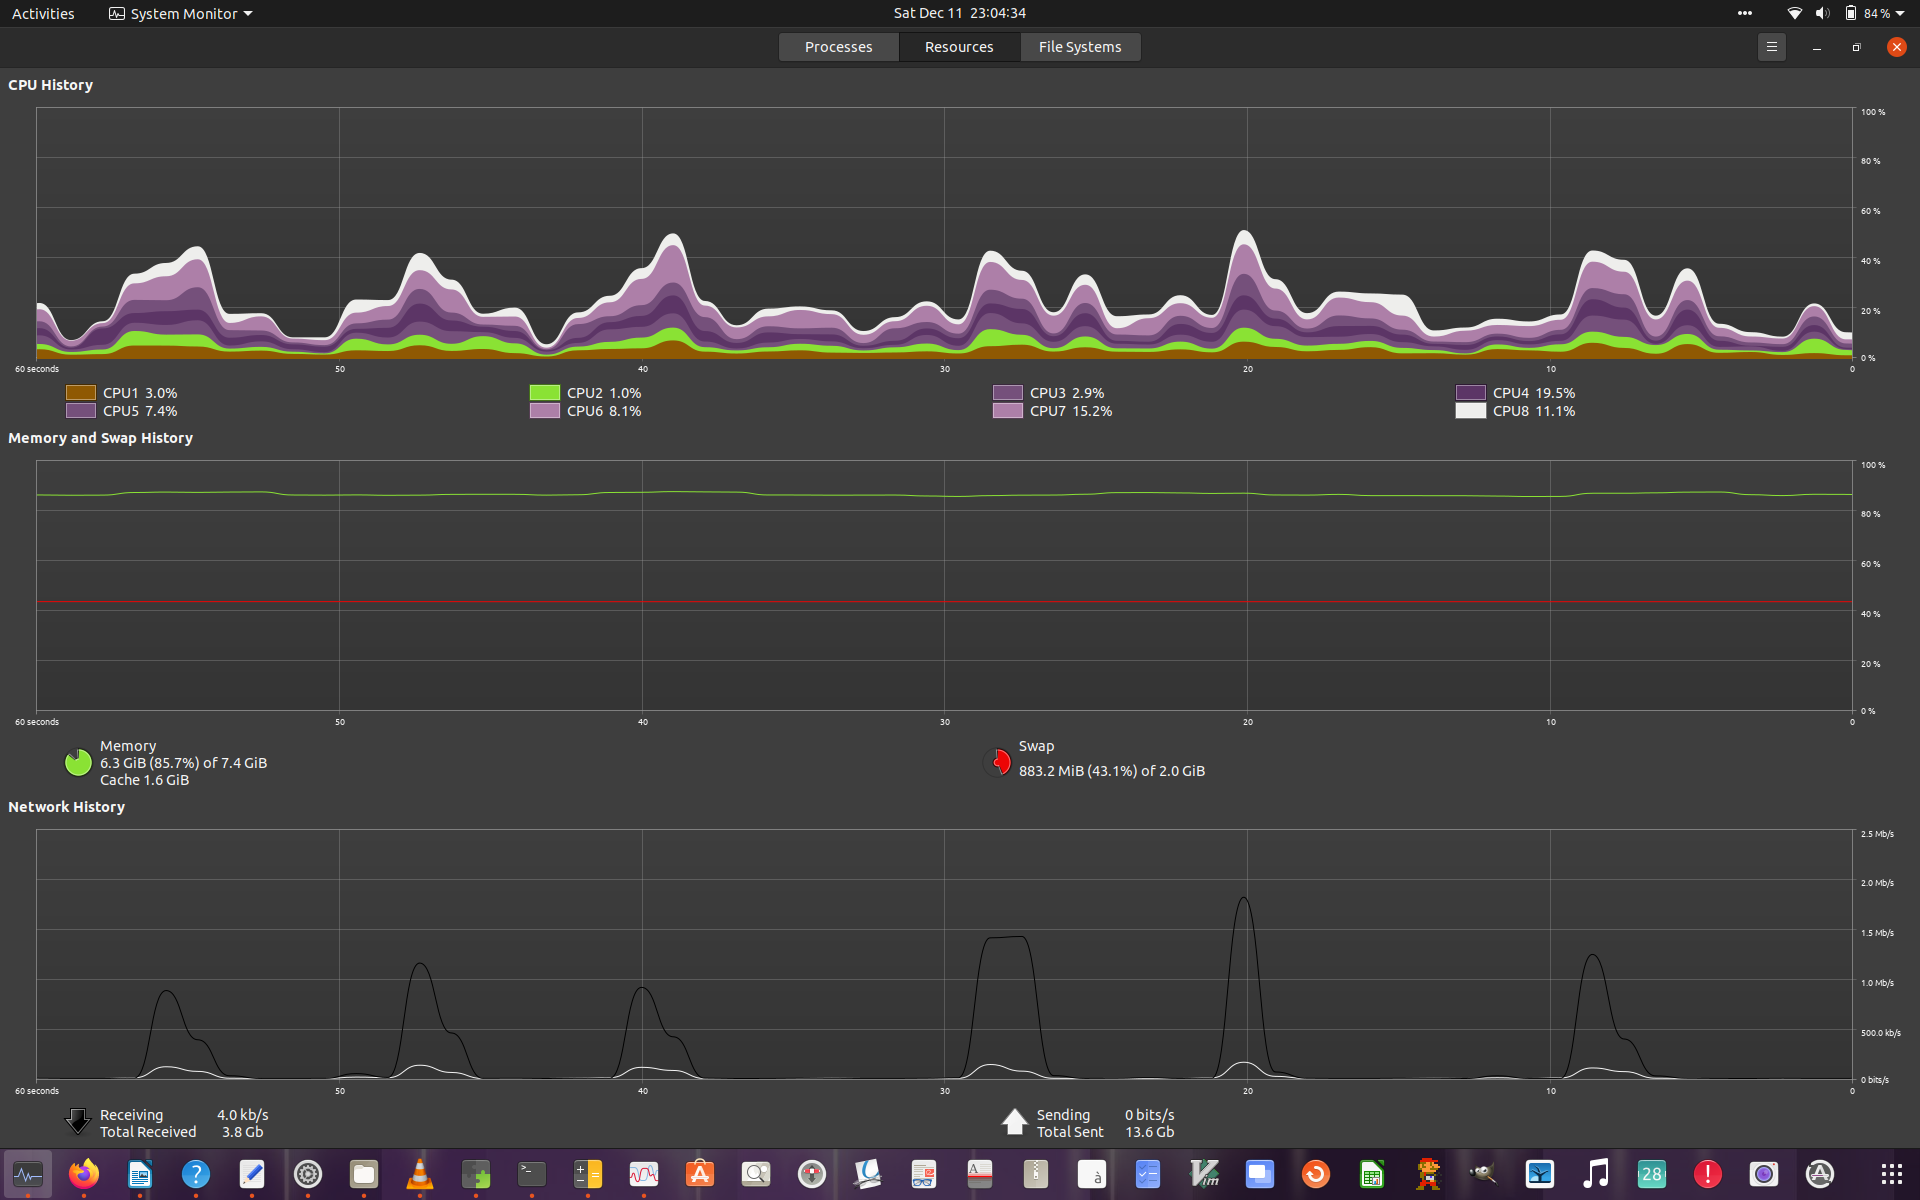 Activities System Monitor Sat Dec 11 23:04:34 84 %
Processes Resources File Systems
CPU History
100 %
80 %
60 %
40 %
20 %
0 %
60 seconds 50 40 30 20 10 0
CPU1 3.0% CPU2 1.0% CPU3 2.9% CPU4 19.5%
CPU5 7.4% CPU6 8.1% CPU7 15.2% CPU8 11.1%
Memory and Swap History
100 %
80 %
60 %
40 %
20 %
0 %
60 seconds 50 40 30 20 10 0
Memory
6.3 GiB (85.7%) of 7.4 GiB
Cache 1.6 GiB
Swap
883.2 MiB (43.1%) of 2.0 GiB
Network History
2.5 Mb/s
2.0 Mb/s
1.5 Mb/s
1.0 Mb/s
500.0 kb/s
0 bits/s
60 seconds 50 40 30 20 10 0
Receiving 4.0 kb/s
Total Received 3.8 Gb
Sending 0 bits/s
Total Sent 13.6 Gb
? >_ A à Vim 28 !